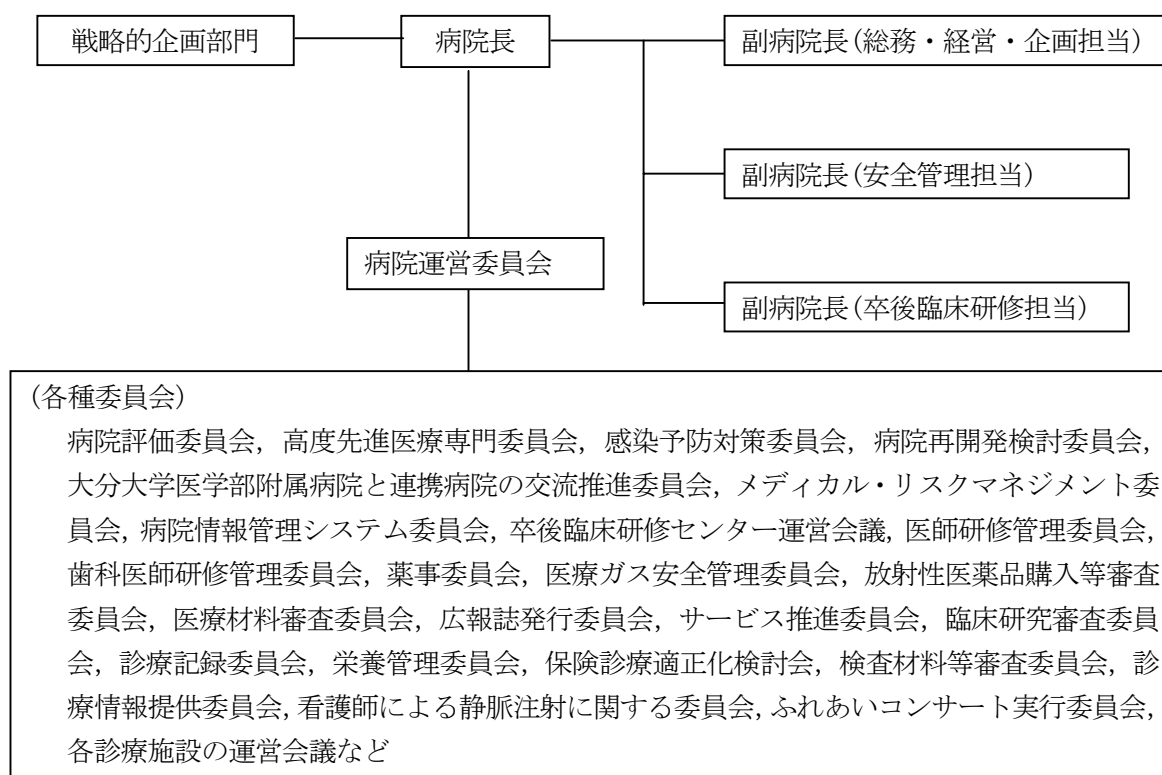 戦略的企画部門
病院長
副病院長(総務・経営・企画担当)
副病院長(安全管理担当)
病院運営委員会
副病院長(卒後臨床研修担当)
(各種委員会)
病院評価委員会, 高度先進医療専門委員会, 感染予防対策委員会, 病院再開発検討委員会,
大分大学医学部附属病院と連携病院の交流推進委員会, メディカル・リスクマネジメント委
員会, 病院情報管理システム委員会, 卒後臨床研修センター運営会議, 医師研修管理委員会,
歯科医師研修管理委員会, 薬事委員会, 医療ガス安全管理委員会, 放射性医薬品購入等審査
委員会, 医療材料審査委員会, 広報誌発行委員会, サービス推進委員会, 臨床研究審査委員
会, 診療記録委員会, 栄養管理委員会, 保険診療適正化検討会, 検査材料等審査委員会, 診
療情報提供委員会, 看護師による静脈注射に関する委員会, ふれあいコンサート実行委員会,
各診療施設の運営会議など